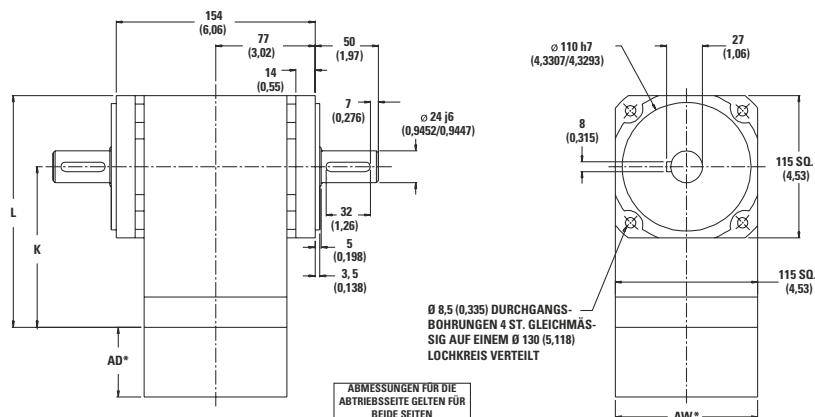 154
(6,06)
77
(3,02)
50
(1,97)
14
(0,55)
7
(0,276)
Ø 24 j6
(0,9452/0,9447)
L
K
32
(1,26)
5
(0,198)
3, 5
(0,138)
AD*
ABMESSUNGEN FÜR DIE
ABTRIEBSSEITE GELTEN FÜR
BEIDE SEITEN
Ø 110 h7
(4,3307/4,3293)
27
(1,06)
8
(0,315)
115 SQ.
(4,53)
115 SQ.
(4,53)
Ø 8,5 (0,335) DURCHGANGS-
BOHRUNGEN 4 ST. GLEICHMÄS-
SIG AUF EINEM Ø 130 (5,118)
LOCHKREIS VERTEILT
AW*